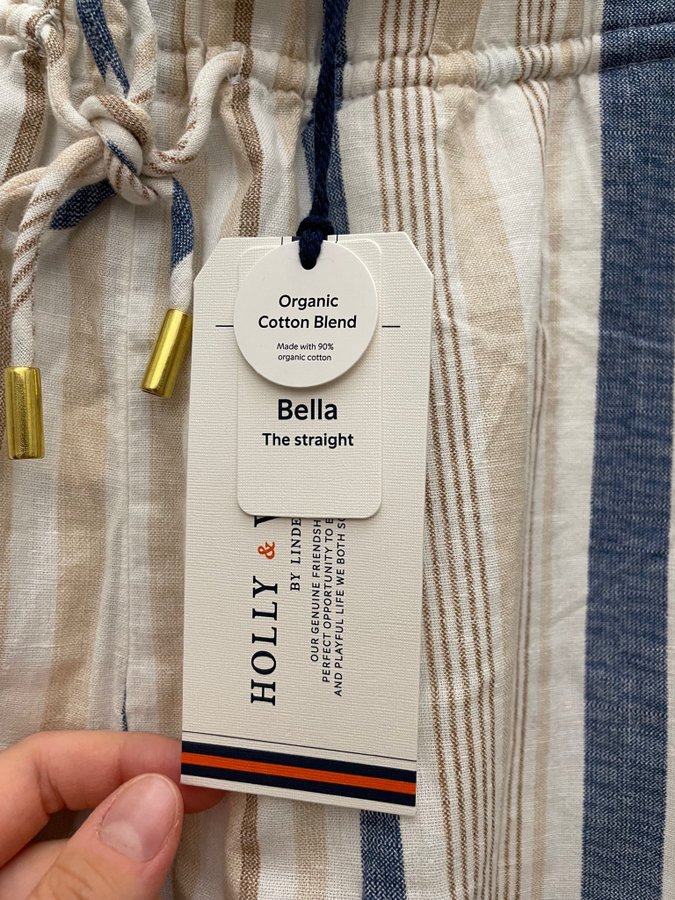 Organic
Cotton Blend
Made with 90%
organic cotton
Bella
The straight
HOLLY &
BY LINDE
OUR GENUINE FRIENDSH
PERFECT OPPORTUNITY TO
AND PLAYFUL LIFE WE BOTH